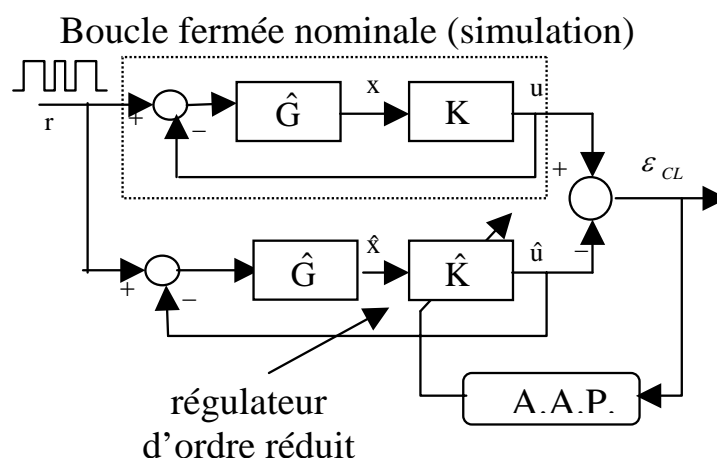 Boucle fermée nominale (simulation)
r
+
−
Ĝ
x
K
u
+
−
ε CL
+
−
Ĝ
x̂
K̂
û
régulateur
d'ordre réduit
A.A.P.